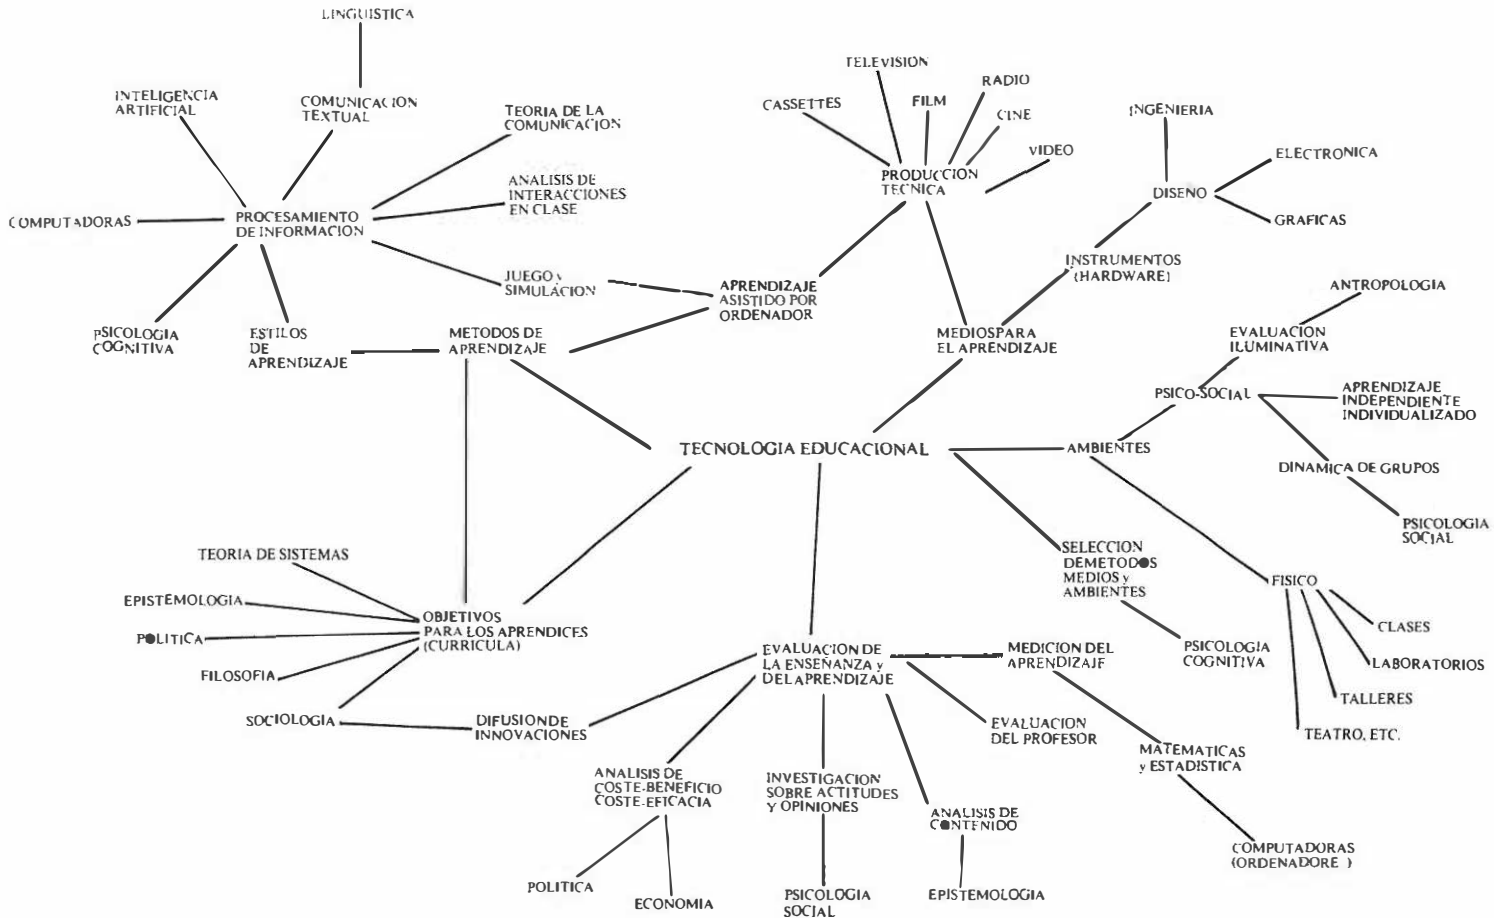 LINGUISTICA
INTELIGENCIA
ARTIFICIAL
COMUNICACION
TEXTUAL
TEORIA DE LA
COMUNICACION
ANALISIS DE
INTERACCIONES
EN CLASE
COMPUTADORAS
PROCESAMIENTO
DE INFORMACION
JUEGO y
SIMULACION
PSICOLOGIA
COGNITIVA
ESTILOS
DE
APRENDIZAJE
METODOS DE
APRENDIZAJE
APRENDIZAJE
ASISTIDO POR
ORDENADOR
TELEVISION
CASSETTES
FILM
RADIO
CINE
VIDEO
PRODUCCION
TECNICA
INGENIERIA
ELECTRONICA
DISEÑO
GRAFICAS
INSTRUMENTOS
(HARDWARE)
MEDIOS PARA
EL APRENDIZAJE
ANTROPOLOGIA
EVALUACION
ILUMINATIVA
PSICO-SOCIAL
APRENDIZAJE
INDEPENDIENTE
INDIVIDUALIZADO
TECNOLOGIA EDUCACIONAL
AMBIENTES
DINAMICA DE GRUPOS
PSICOLOGIA
SOCIAL
SELECCION
DE METODOS
MEDIOS y
AMBIENTES
PSICOLOGIA
COGNITIVA
FISICO
CLASES
LABORATORIOS
TALLERES
TEATRO, ETC.
TEORIA DE SISTEMAS
EPISTEMOLOGIA
POLITICA
FILOSOFIA
SOCIOLOGIA
OBJETIVOS
PARA LOS APRENDICES
(CURRICULA)
DIFUSION DE
INNOVACIONES
EVALUACION DE
LA ENSEÑANZA y
DEL APRENDIZAJE
MEDICION DEL
APRENDIZAJE
EVALUACION
DEL PROFESOR
MATEMATICAS
y ESTADISTICA
COMPUTADORAS
(ORDENADORE )
ANALISIS DE
COSTE-BENEFICIO
COSTE-EFICACIA
INVESTIGACION
SOBRE ACTITUDES
Y OPINIONES
ANALISIS DE
CONTENIDO
POLITICA
ECONOMIA
PSICOLOGIA
SOCIAL
EPISTEMOLOGIA